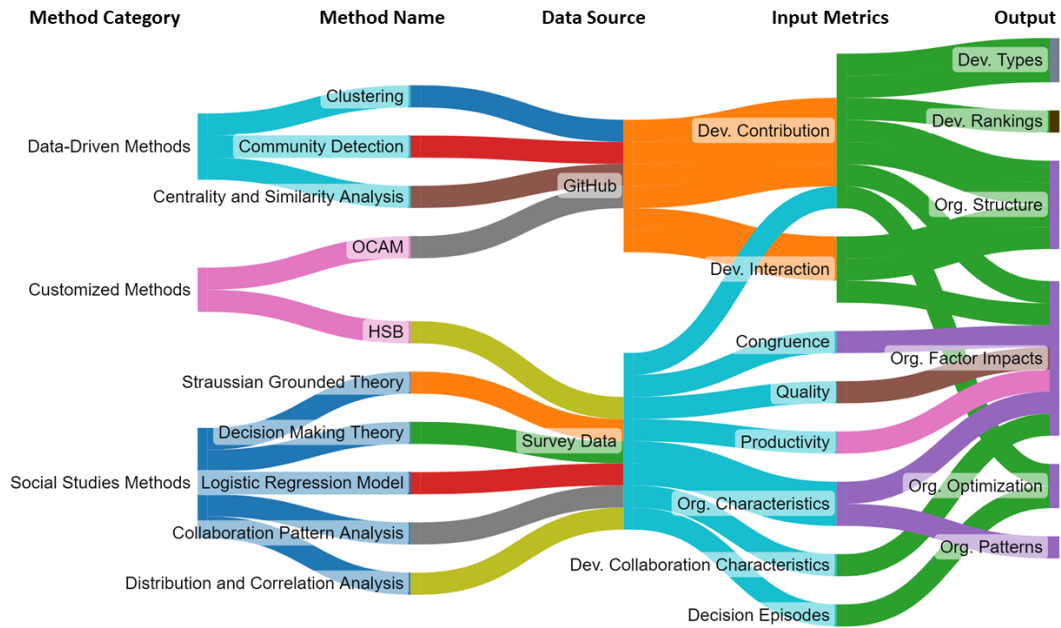 Method Category
Method Name
Data Source
Input Metrics
Output
Data-Driven Methods
Customized Methods
Social Studies Methods
Clustering
Community Detection
Centrality and Similarity Analysis
OCAM
HSB
Straussian Grounded Theory
Decision Making Theory
Logistic Regression Model
Collaboration Pattern Analysis
Distribution and Correlation Analysis
GitHub
Survey Data
Dev. Contribution
Dev. Interaction
Congruence
Quality
Productivity
Org. Characteristics
Dev. Collaboration Characteristics
Decision Episodes
Dev. Types
Dev. Rankings
Org. Structure
Org. Factor Impacts
Org. Optimization
Org. Patterns